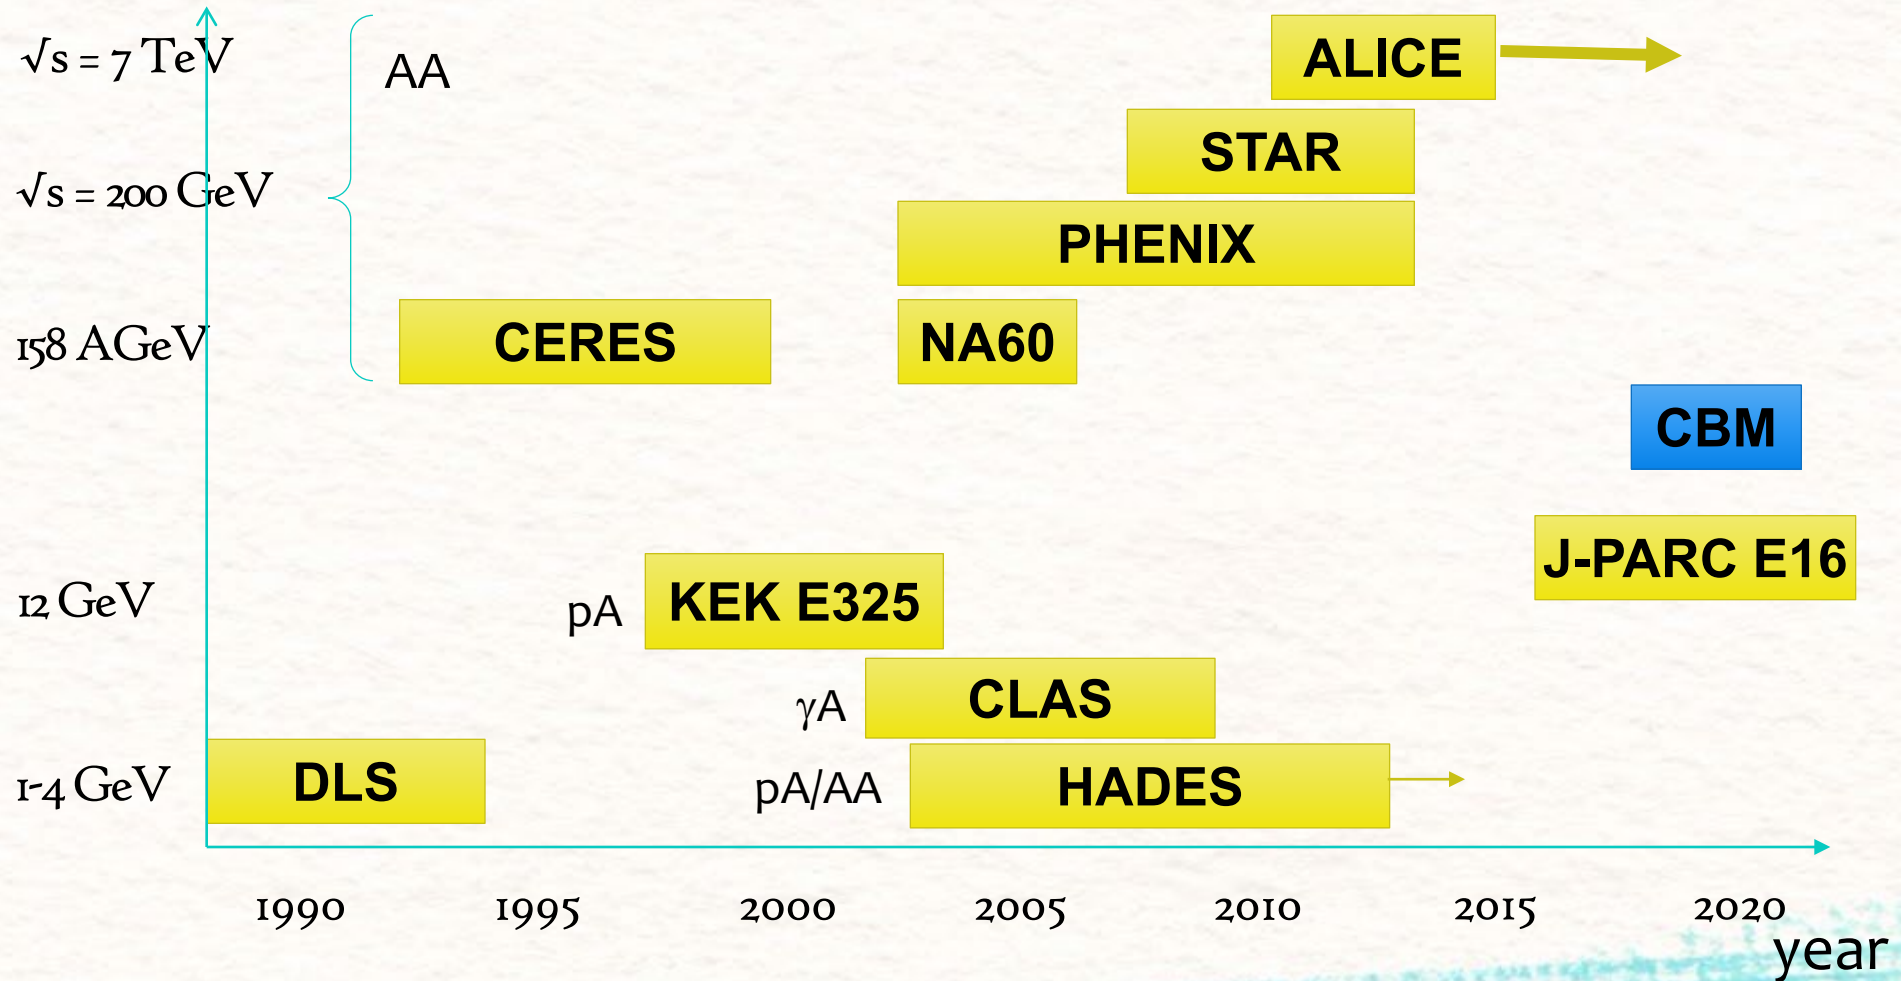 √s = 7 TeV
AA
ALICE
STAR
√s = 200 GeV
PHENIX
158 AGeV
CERES
NA60
CBM
J-PARC E16
12 GeV
pA
KEK E325
γA
CLAS
1-4 GeV
DLS
pA/AA
HADES
1990 1995 2000 2005 2010 2015 2020
year